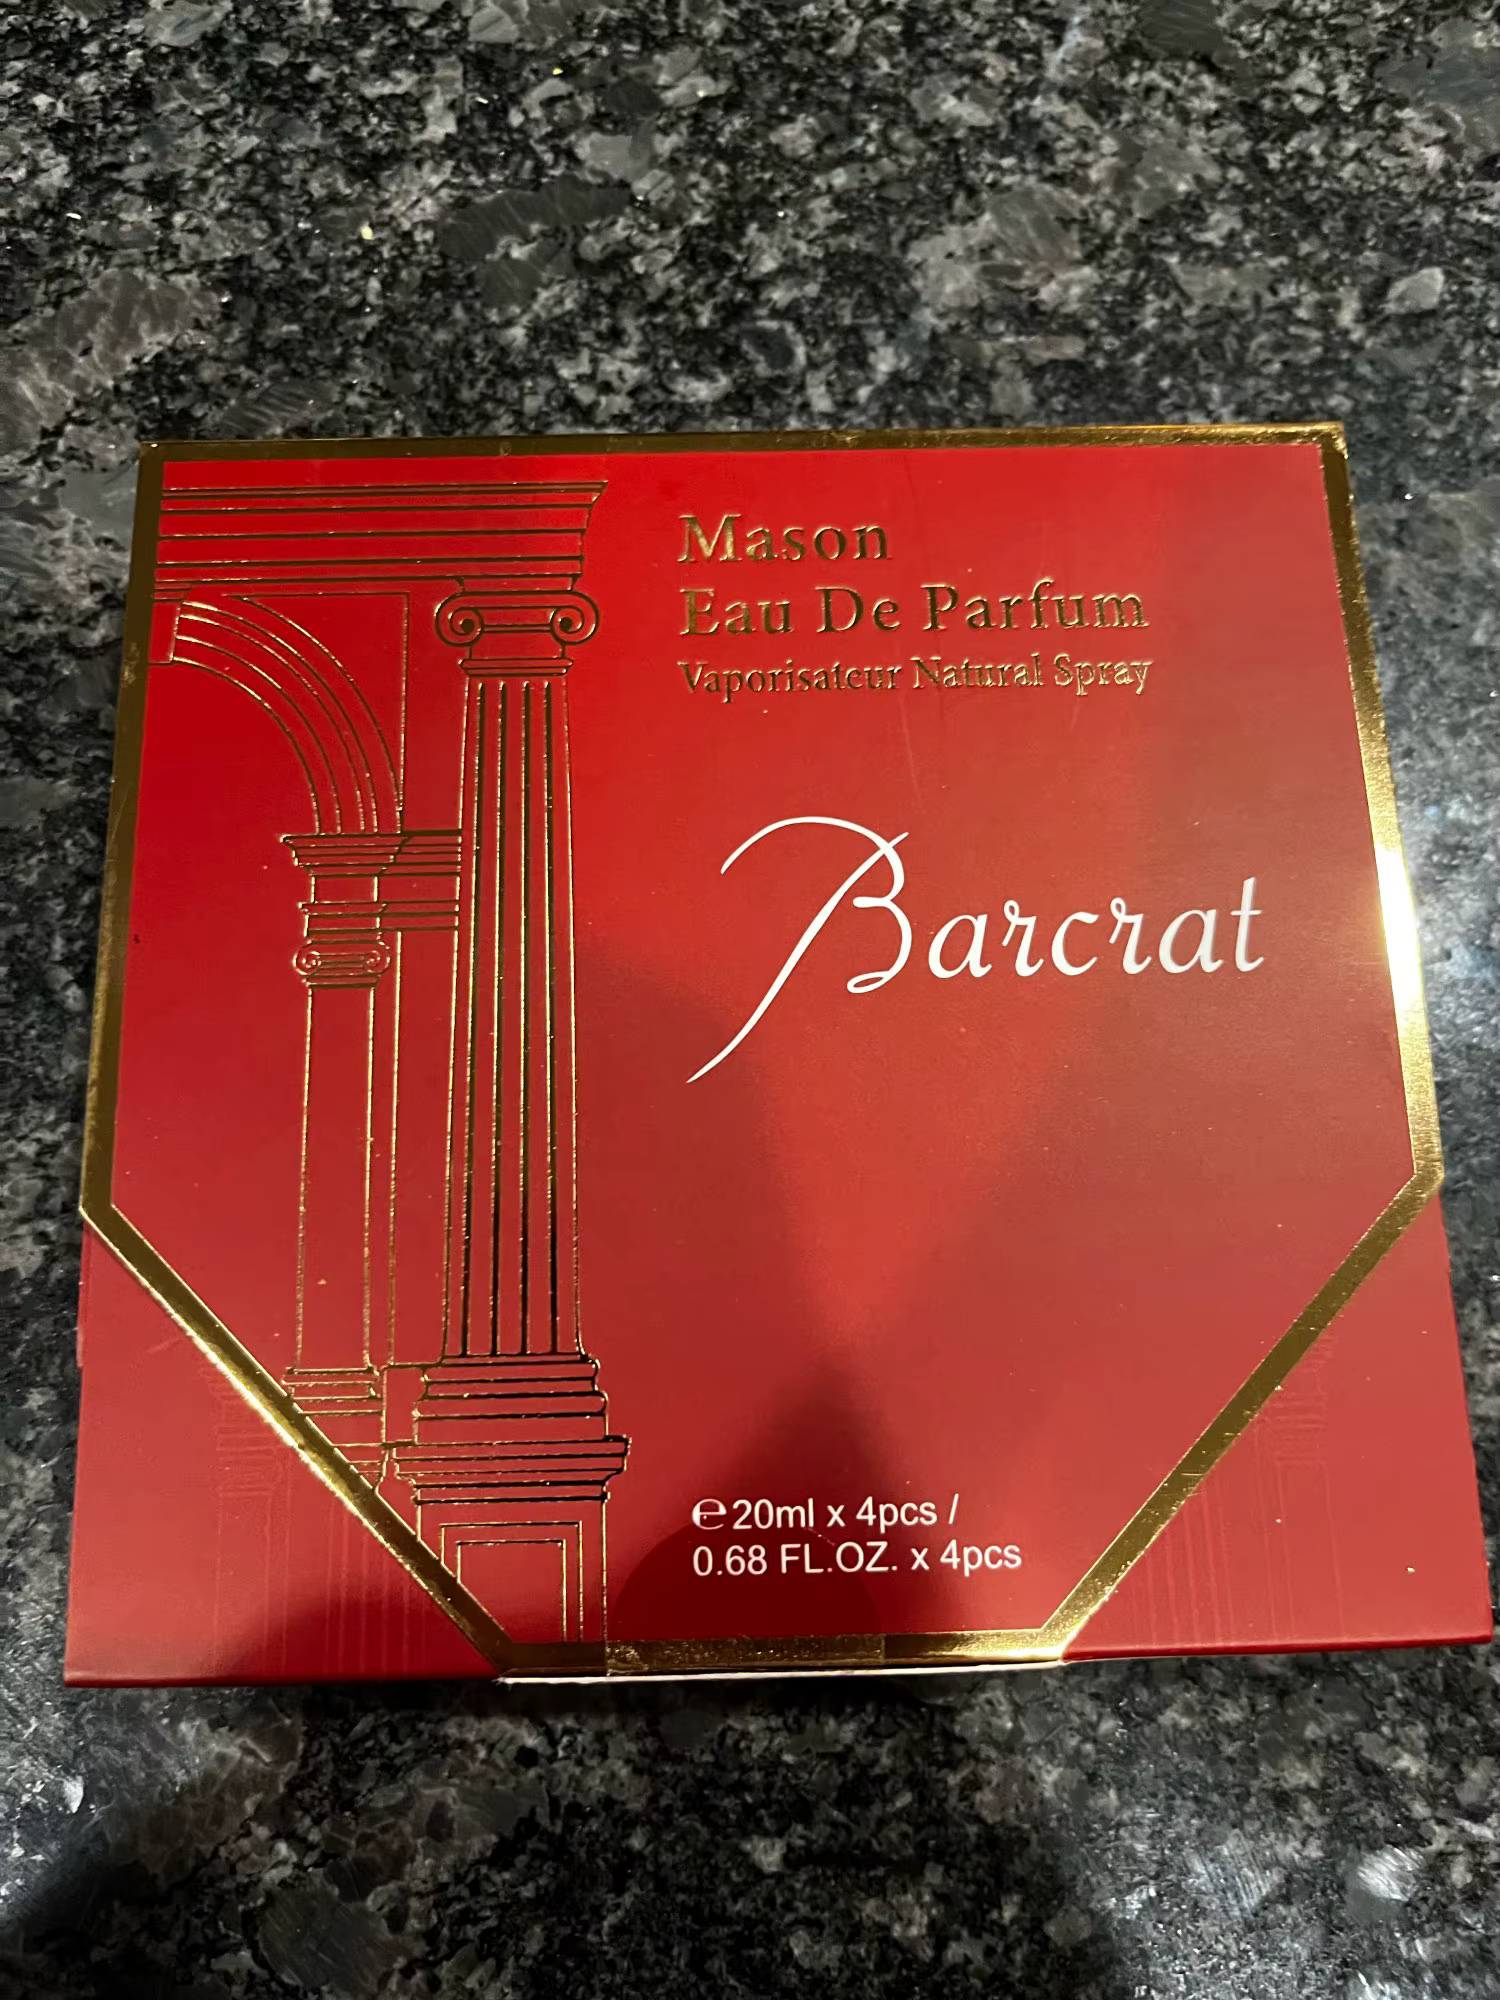 Mason
Eau De Parfum
Vaporisateur Natural Spray
Barcrat
℮20ml x 4pcs /
0.68 FL.OZ. x 4pcs